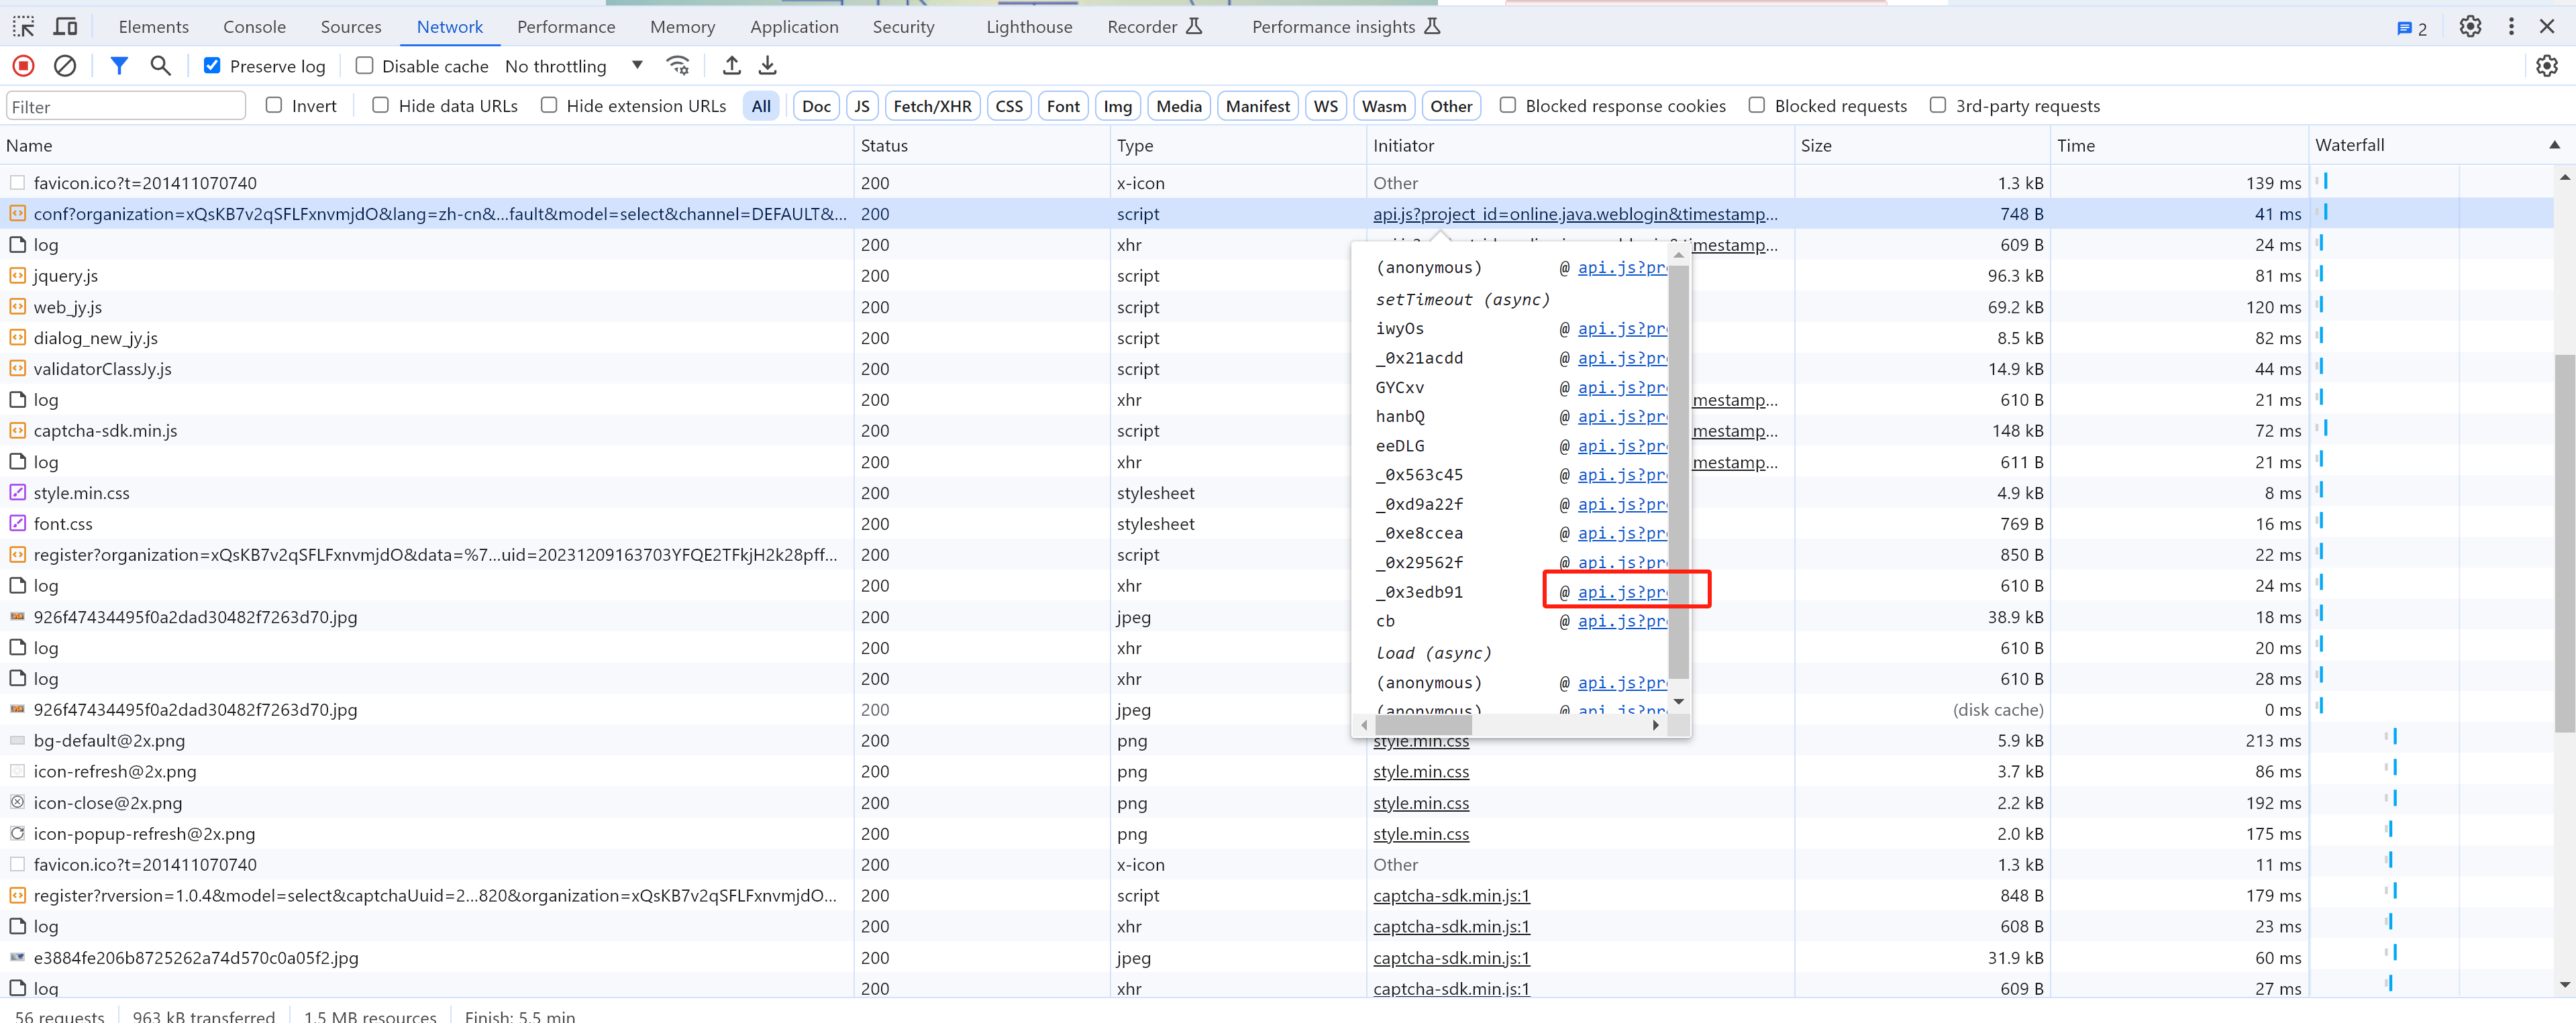 Elements Console Sources Network Performance Memory Application Security Lighthouse Recorder Performance insights 2
Preserve log Disable cache No throttling
Filter Invert Hide data URLs Hide extension URLs All Doc JS Fetch/XHR CSS Font Img Media Manifest WS Wasm Other Blocked response cookies Blocked requests 3rd-party requests
Name Status Type Initiator Size Time Waterfall
favicon.ico?t=201411070740 200 x-icon Other 1.3 kB 139 ms
conf?organization=xQsKB7v2qSFLFxnvmjdO&lang=zh-cn&...fault&model=select&channel=DEFAULT&... 200 script api.js?project_id=online.java.weblogin&timestamp... 748 B 41 ms
log 200 xhr mestamp... 609 B 24 ms
(anonymous) @ api.js?pr
jquery.js 200 script 96.3 kB 81 ms
setTimeout (async)
web_jy.js 200 script 69.2 kB 120 ms
iwyOs @ api.js?pr
dialog_new_jy.js 200 script 8.5 kB 82 ms
_0x21acdd @ api.js?pr
validatorClassJy.js 200 script 14.9 kB 44 ms
GYCxv @ api.js?pr
log 200 xhr mestamp... 610 B 21 ms
hanbQ @ api.js?pr
captcha-sdk.min.js 200 script mestamp... 148 kB 72 ms
eeDLG @ api.js?pr
log 200 xhr mestamp... 611 B 21 ms
_0x563c45 @ api.js?pr
style.min.css 200 stylesheet 4.9 kB 8 ms
_0xd9a22f @ api.js?pr
font.css 200 stylesheet 769 B 16 ms
_0xe8ccea @ api.js?pr
register?organization=xQsKB7v2qSFLFxnvmjdO&data=%7...uid=20231209163703YFQE2TFkjH2k28pff... 200 script 850 B 22 ms
_0x29562f @ api.js?pr
log 200 xhr 610 B 24 ms
_0x3edb91 @ api.js?pr
926f47434495f0a2dad30482f7263d70.jpg 200 jpeg 38.9 kB 18 ms
cb @ api.js?pr
log 200 xhr 610 B 20 ms
load (async)
log 200 xhr 610 B 28 ms
(anonymous) @ api.js?pr
926f47434495f0a2dad30482f7263d70.jpg 200 jpeg (disk cache) 0 ms
(anonymous) @ api.js?pr
bg-default@2x.png 200 png style.min.css 5.9 kB 213 ms
icon-refresh@2x.png 200 png style.min.css 3.7 kB 86 ms
icon-close@2x.png 200 png style.min.css 2.2 kB 192 ms
icon-popup-refresh@2x.png 200 png style.min.css 2.0 kB 175 ms
favicon.ico?t=201411070740 200 x-icon Other 1.3 kB 11 ms
register?rversion=1.0.4&model=select&captchaUuid=2...820&organization=xQsKB7v2qSFLFxnvmjdO... 200 script captcha-sdk.min.js:1 848 B 179 ms
log 200 xhr captcha-sdk.min.js:1 608 B 23 ms
e3884fe206b8725262a74d570c0a05f2.jpg 200 jpeg captcha-sdk.min.js:1 31.9 kB 60 ms
log 200 xhr captcha-sdk.min.js:1 609 B 27 ms
56 requests 963 kB transferred 1.5 MB resources Finish: 5.5 min